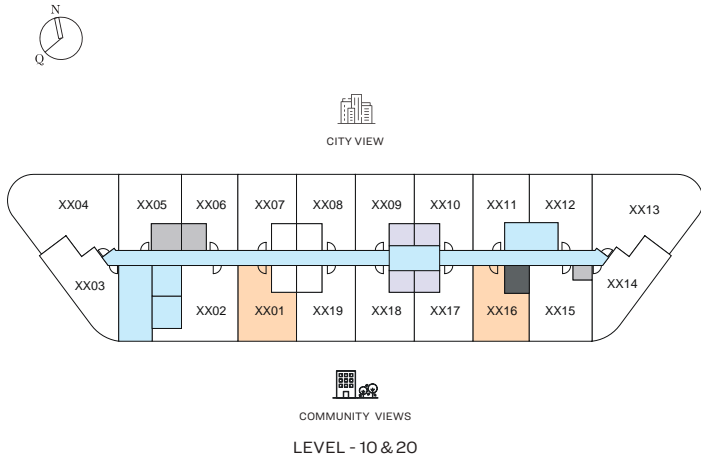 N
Q
CITY VIEW
XX04
XX05
XX06
XX07
XX08
XX09
XX10
XX11
XX12
XX13
XX03
XX14
XX02
XX01
XX19
XX18
XX17
XX16
XX15
COMMUNITY VIEWS
LEVEL - 10 & 20